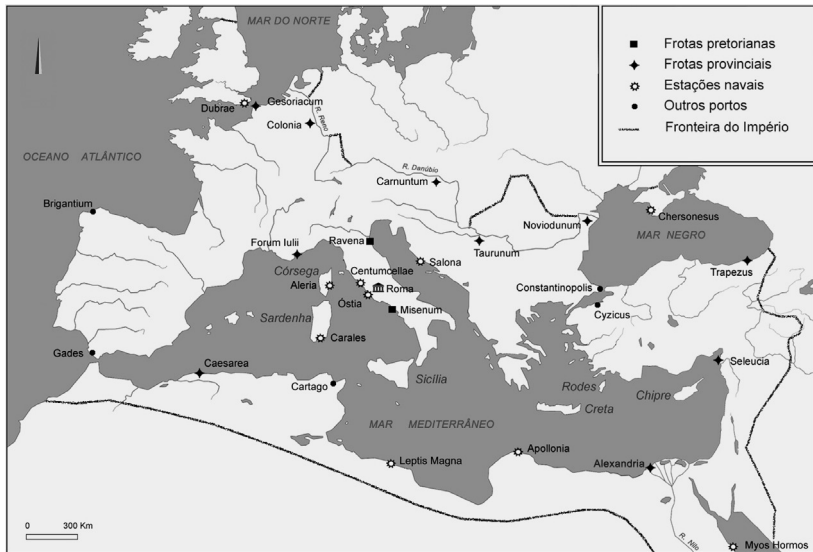 MAR DO NORTE
Frotas pretorianas
Frotas provinciais
Estações navais
Outros portos
Fronteira do Império
Dubrae
Gesoriacum
Colonia
R. Reno
OCEANO ATLÂNTICO
R. Danúbio
Carnuntum
Brigantium
Chersonesus
Noviodunum
MAR NEGRO
Forum Iulii
Ravena
Taurunum
Salona
Trapezus
Córsega
Centumcellae
Aleria
Roma
Constantinopolis
Óstia
Misenum
Cyzicus
Sardenha
Carales
Gades
Caesarea
Cartago
Sicília
Seleucia
Rodes
Chipre
Creta
MAR MEDITERRÂNEO
Leptis Magna
Apollonia
Alexandria
0 300 Km
R. Nilo
Myos Hormos